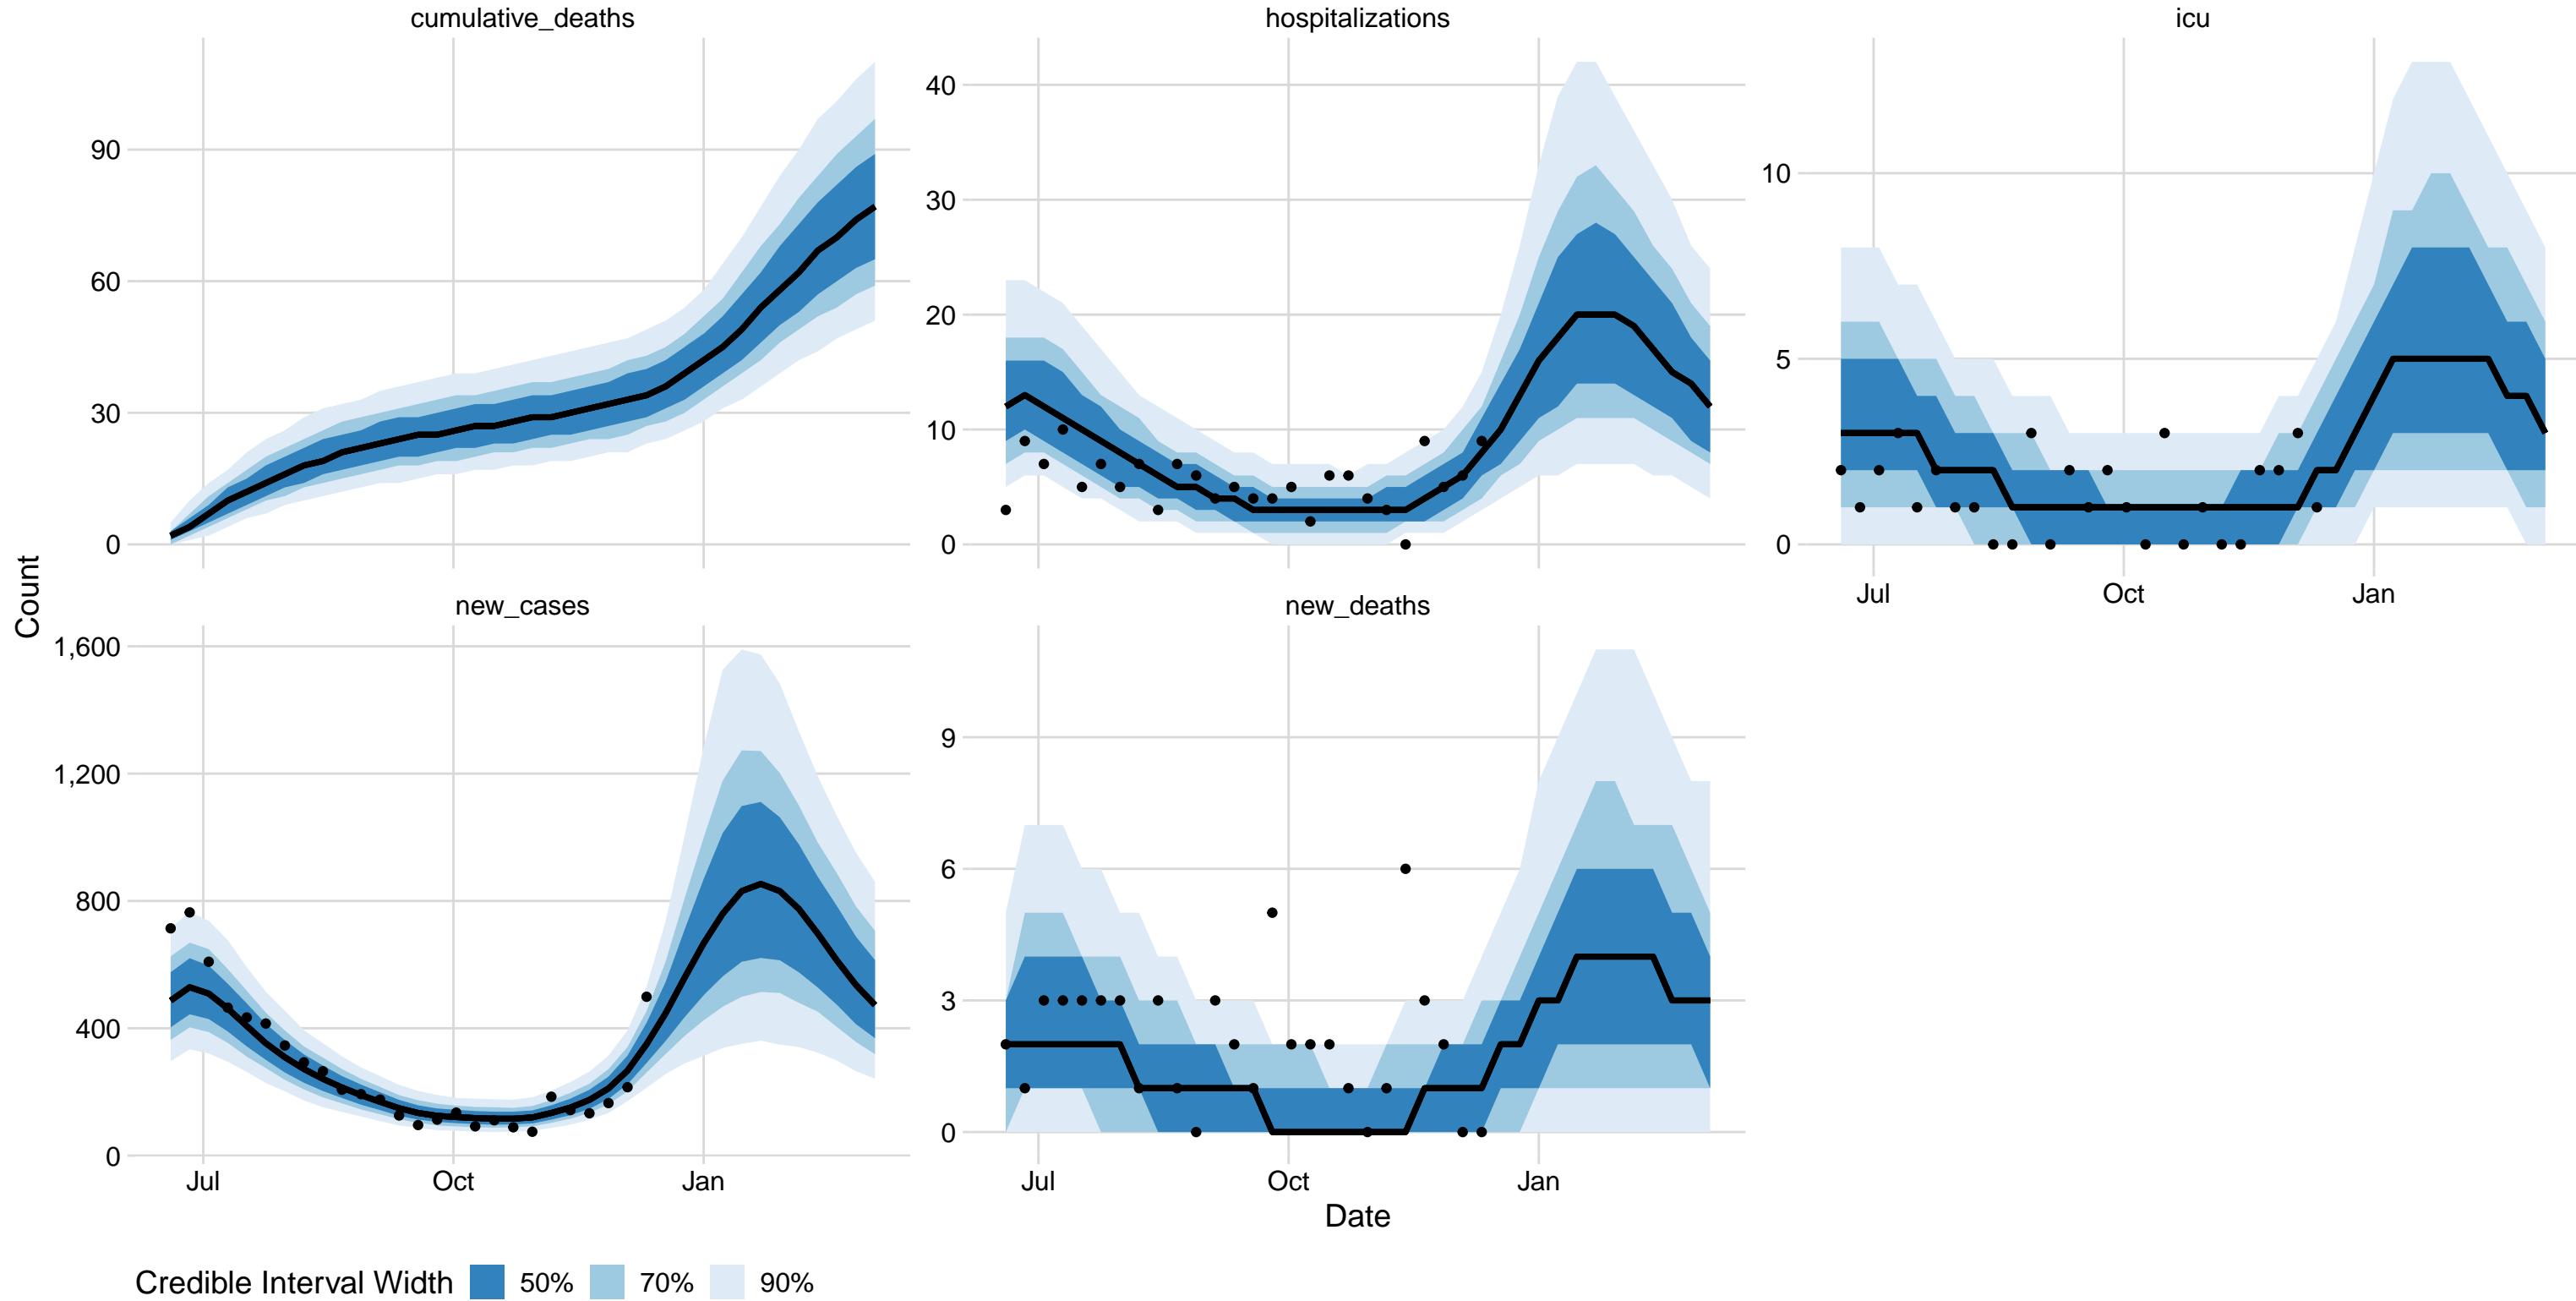 cumulative_deaths
hospitalizations
icu
90
60
30
0
40
30
20
10
0
10
5
0
Jul Oct Jan
Count
new_cases
new_deaths
1,600
1,200
800
400
0
9
6
3
0
Jul Oct Jan
Jul Oct Jan
Date
Credible Interval Width 50% 70% 90%